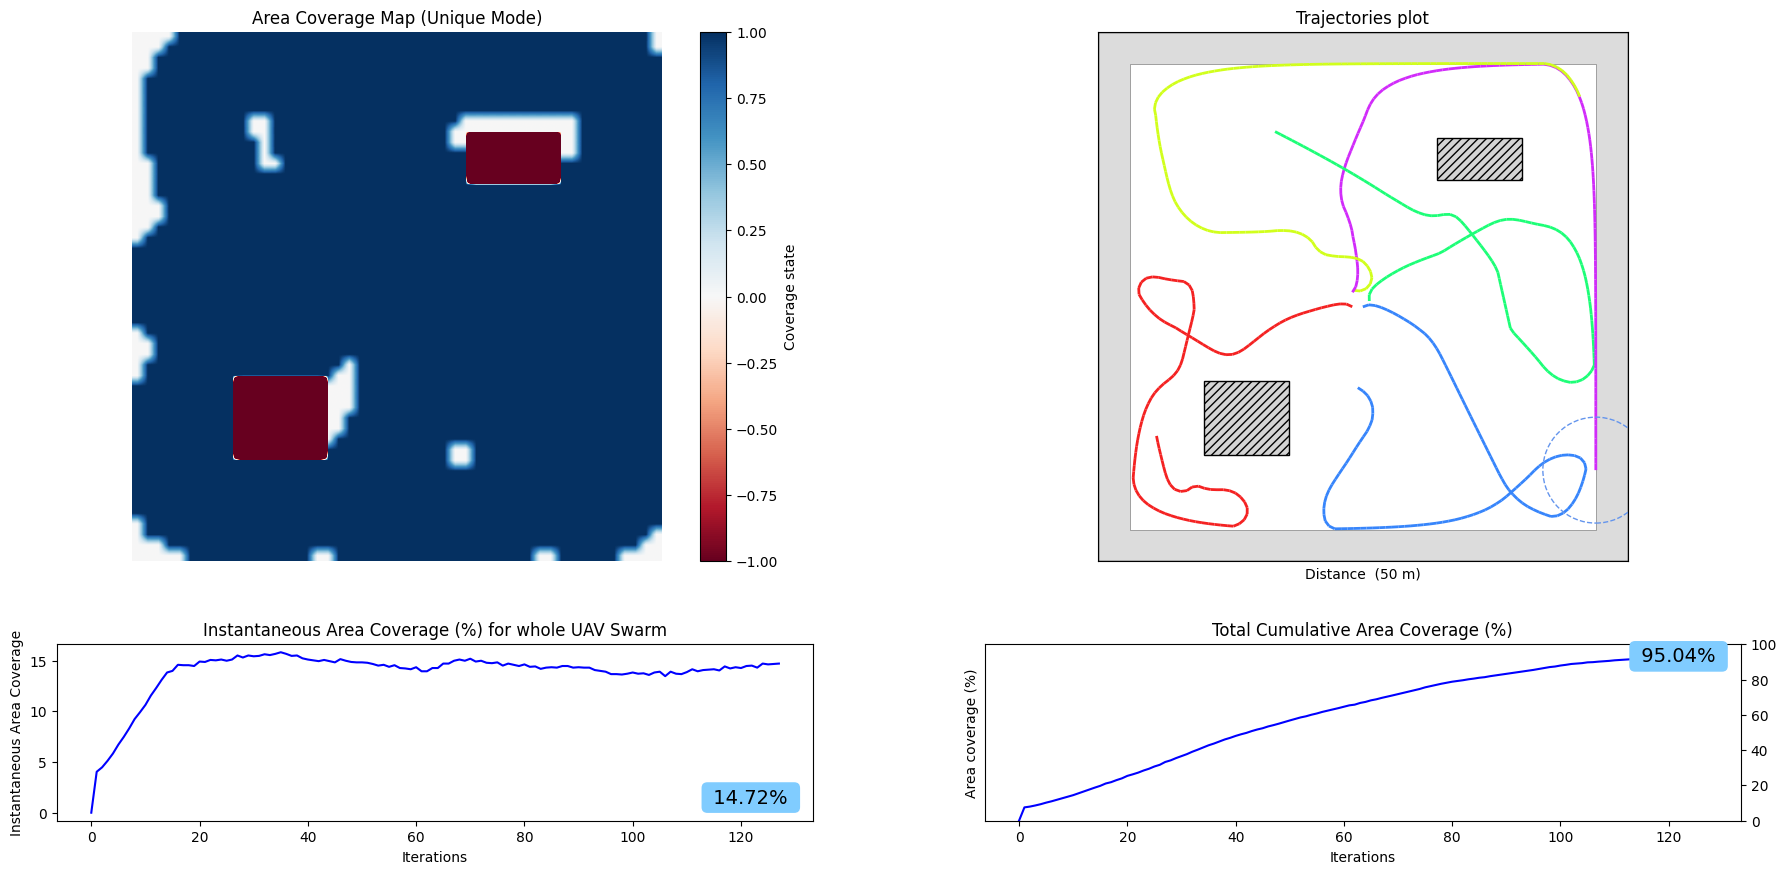 Area Coverage Map (Unique Mode)
1.00
0.75
0.50
0.25
0.00
−0.25
−0.50
−0.75
−1.00
Coverage state
Trajectories plot
Distance  (50 m)
Instantaneous Area Coverage (%) for whole UAV Swarm
Instantaneous Area Coverage
15
10
5
0
14.72%
0 20 40 60 80 100 120
Iterations
Total Cumulative Area Coverage (%)
Area coverage (%)
95.04%
100
80
60
40
20
0
0 20 40 60 80 100 120
Iterations